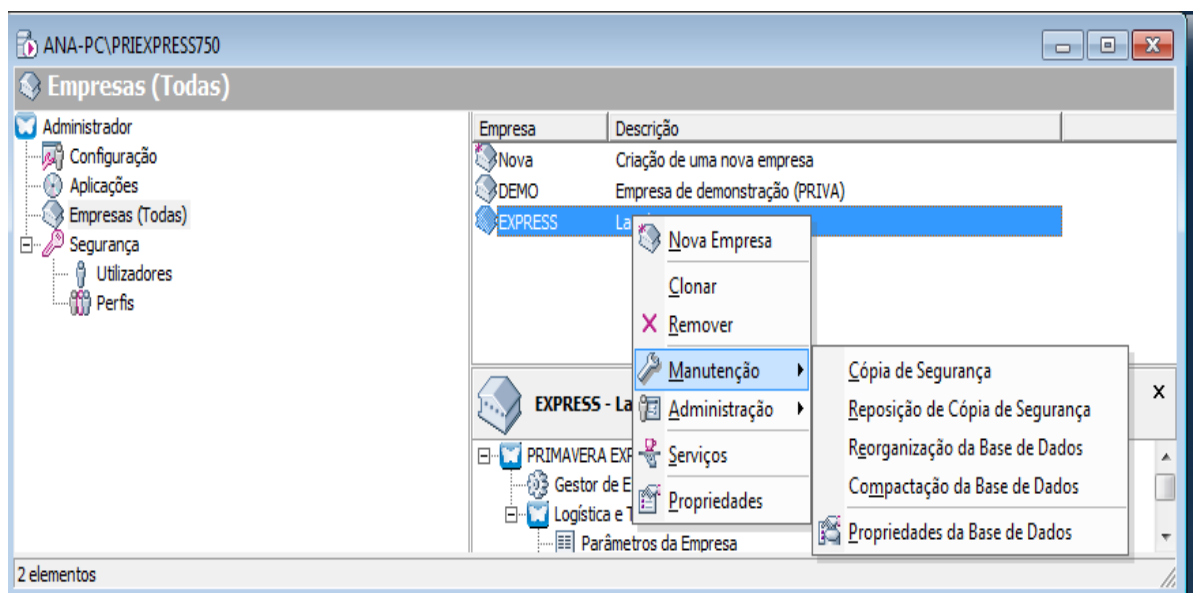 ANA-PC\PRIEXPRESS750
Empresas (Todas)
Administrador
Configuração
Aplicações
Empresas (Todas)
Segurança
Utilizadores
Perfis
Empresa Descrição
Nova Criação de uma nova empresa
DEMO Empresa de demonstração (PRIVA)
EXPRESS
Nova Empresa
Clonar
Remover
Manutenção
Administração
Serviços
Propriedades
Cópia de Segurança
Reposição de Cópia de Segurança
Reorganização da Base de Dados
Compactação da Base de Dados
Propriedades da Base de Dados
EXPRESS - La
PRIMAVERA EXP
Gestor de E
Logística e T
Parâmetros da Empresa
2 elementos